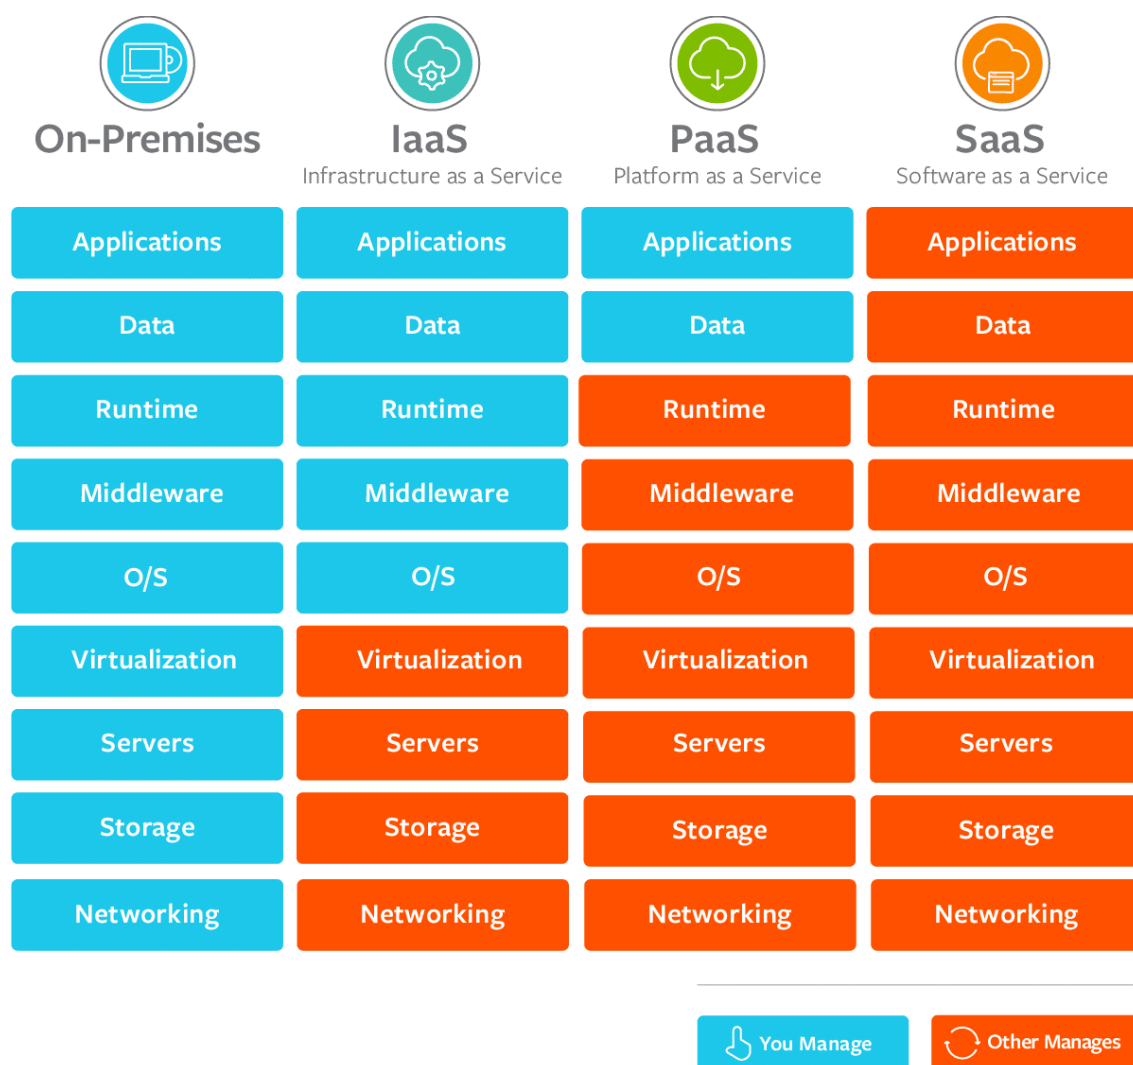 On-Premises
IaaS
Infrastructure as a Service
PaaS
Platform as a Service
SaaS
Software as a Service
Applications
Applications
Applications
Applications
Data
Data
Data
Data
Runtime
Runtime
Runtime
Runtime
Middleware
Middleware
Middleware
Middleware
O/S
O/S
O/S
O/S
Virtualization
Virtualization
Virtualization
Virtualization
Servers
Servers
Servers
Servers
Storage
Storage
Storage
Storage
Networking
Networking
Networking
Networking
You Manage
Other Manages